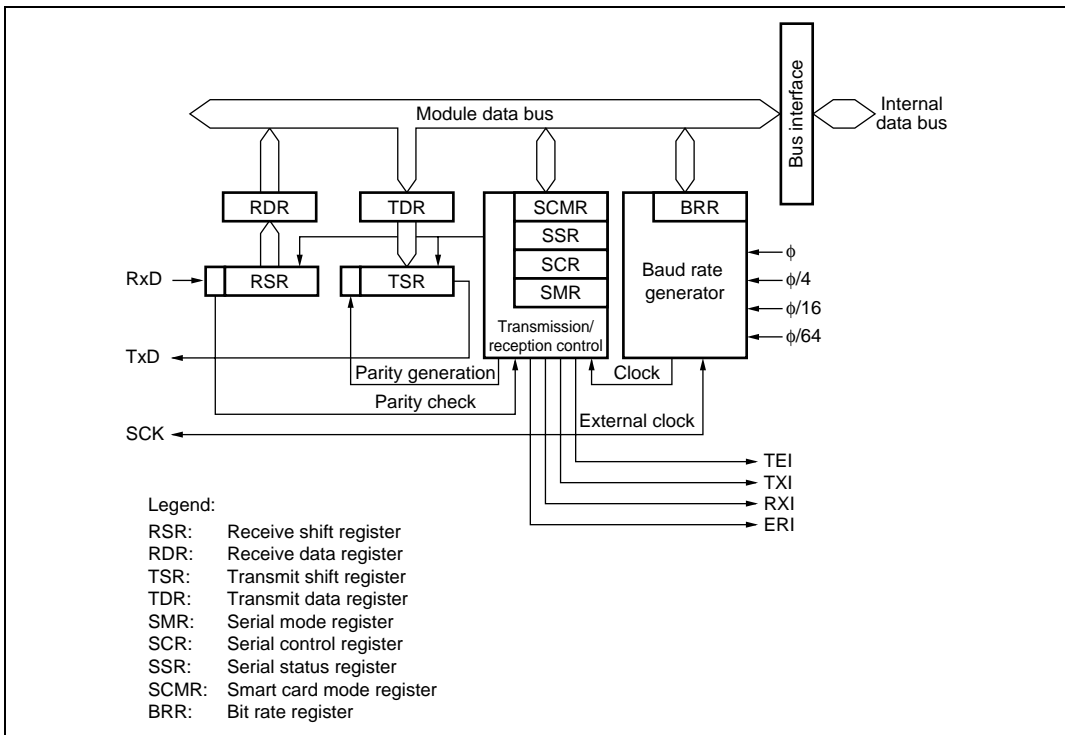 Module data bus
Bus interface
Internal
data bus
RDR
TDR
SCMR
BRR
SSR
SCR
SMR
RxD
RSR
TSR
Baud rate
generator
ϕ
ϕ/4
ϕ/16
ϕ/64
Transmission/
reception control
TxD
Parity generation
Clock
Parity check
SCK
External clock
TEI
TXI
RXI
ERI
Legend:
RSR: Receive shift register
RDR: Receive data register
TSR: Transmit shift register
TDR: Transmit data register
SMR: Serial mode register
SCR: Serial control register
SSR: Serial status register
SCMR: Smart card mode register
BRR: Bit rate register